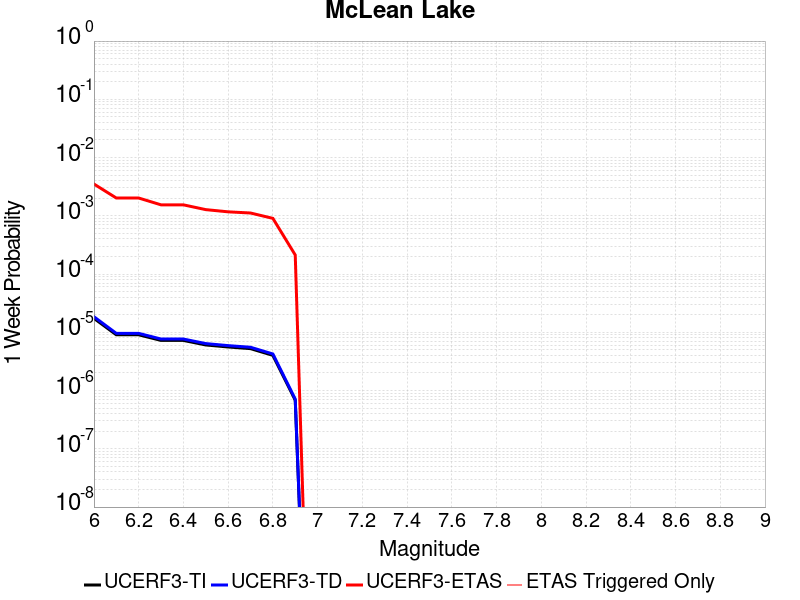 McLean Lake
10^0
10^-1
10^-2
10^-3
10^-4
10^-5
10^-6
10^-7
10^-8
1 Week Probability
6 6.2 6.4 6.6 6.8 7 7.2 7.4 7.6 7.8 8 8.2 8.4 8.6 8.8 9
Magnitude
UCERF3-TI UCERF3-TD UCERF3-ETAS ETAS Triggered Only